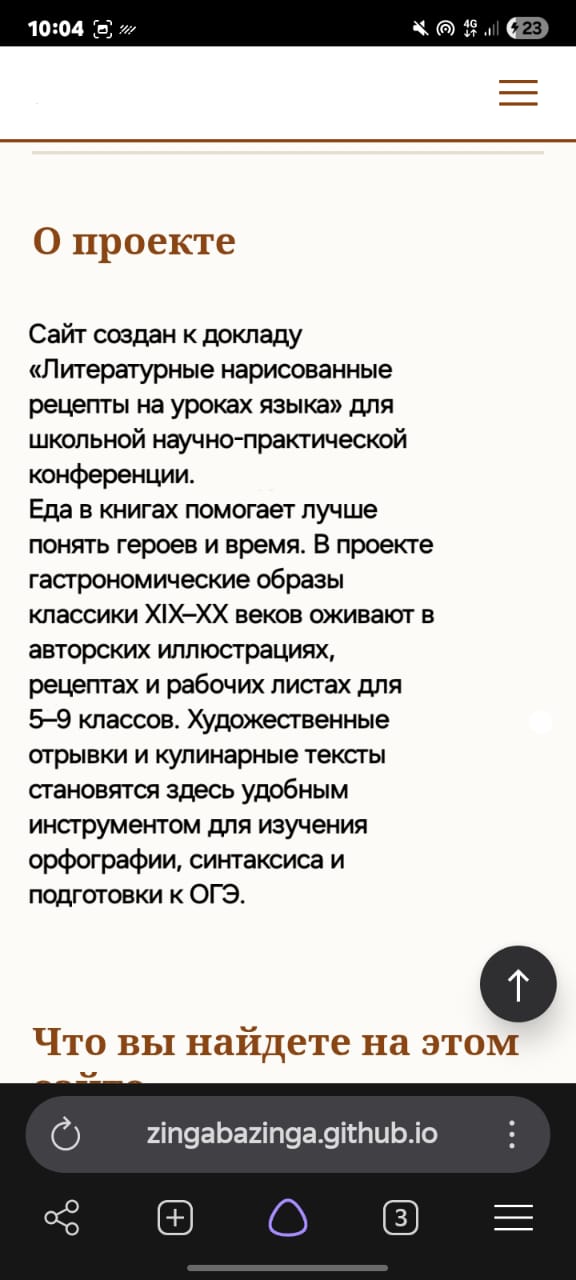 10:04
4G
23
О проекте
Сайт создан к докладу
«Литературные нарисованные
рецепты на уроках языка» для
школьной научно-практической
конференции.
Еда в книгах помогает лучше
понять героев и время. В проекте
гастрономические образы
классики XIX–XX веков оживают в
авторских иллюстрациях,
рецептах и рабочих листах для
5–9 классов. Художественные
отрывки и кулинарные тексты
становятся здесь удобным
инструментом для изучения
орфографии, синтаксиса и
подготовки к ОГЭ.
Что вы найдете на этом
сайте
zingabazinga.github.io
3